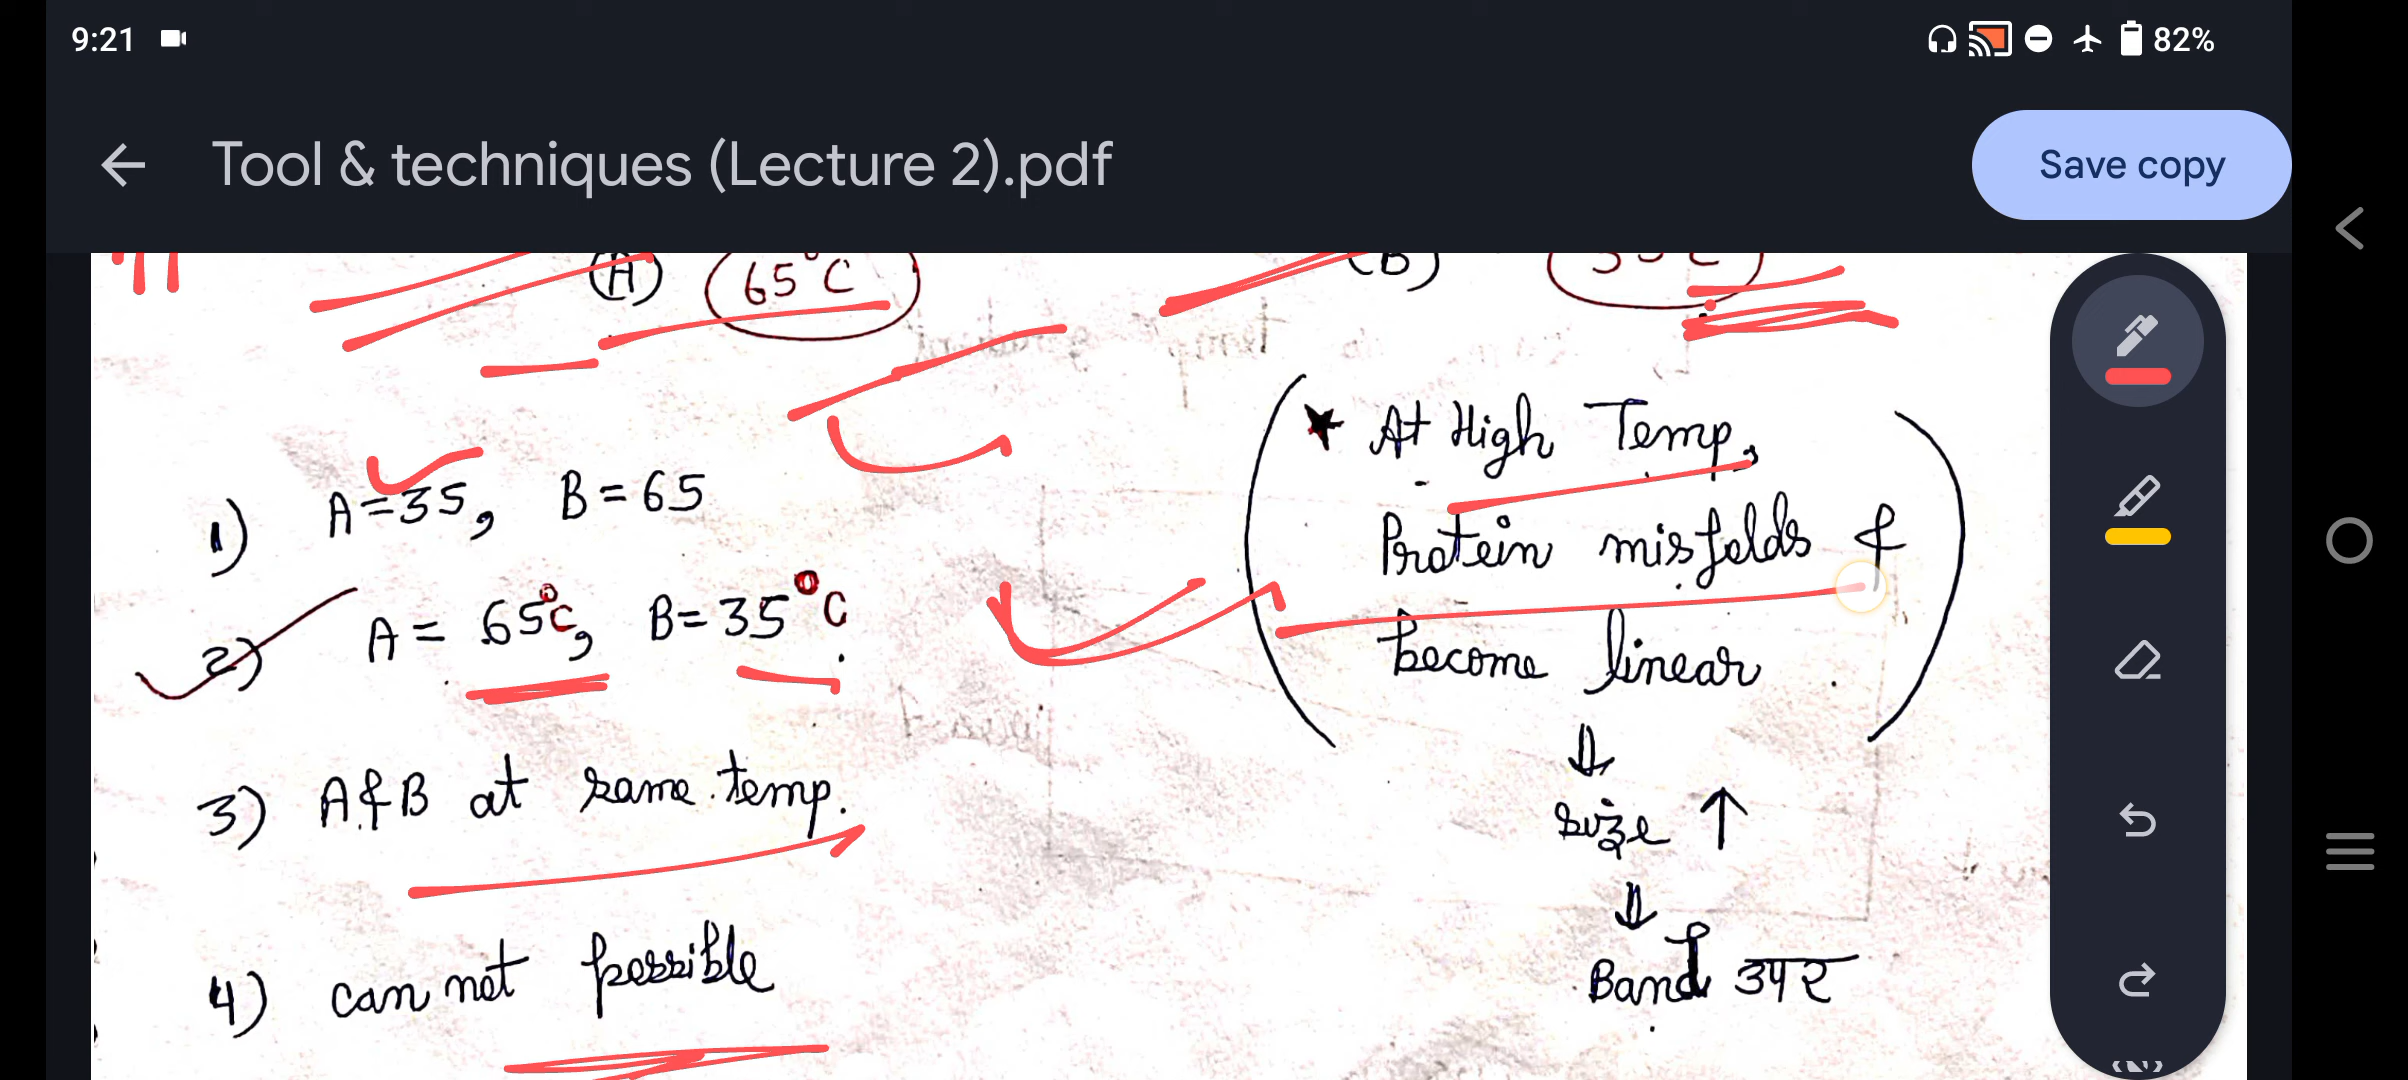 9:21
82%
Tool & techniques (Lecture 2).pdf
Save copy
(A) 65°C
(B)
1) A=35, B=65
2) A= 65°C, B=35°C
3) A&B at same temp.
4) can not possible
★ At High Temp,
Protein misfolds &
become linear
⇓
size ↑
⇓
Band ऊपर